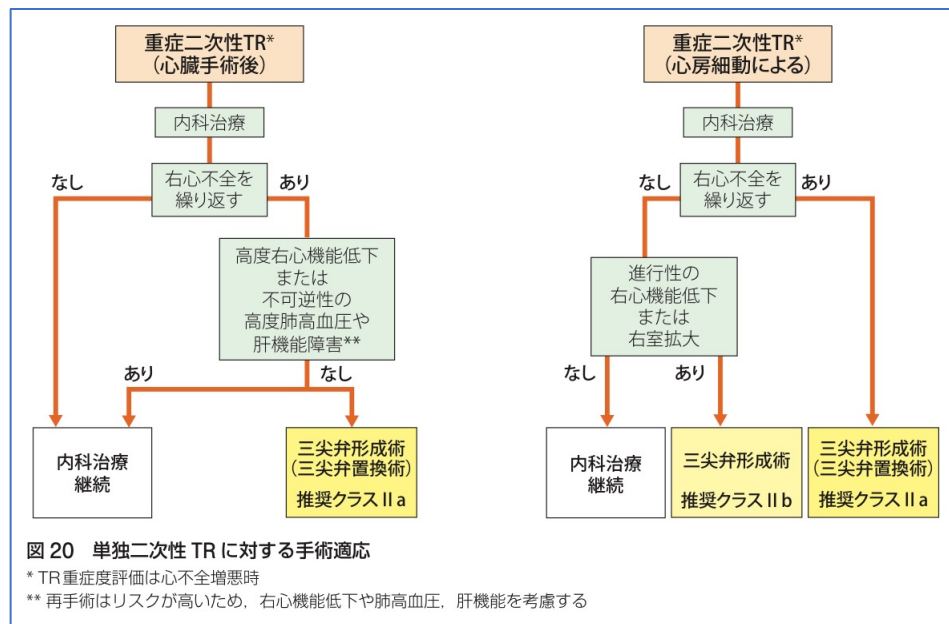 重症二次性TR*
（心臓手術後）
内科治療
右心不全を
繰り返す
なし
あり
高度右心機能低下
または
不可逆性の
高度肺高血圧や
肝機能障害**
あり
なし
内科治療
継続
三尖弁形成術
（三尖弁置換術）
推奨クラスⅡa
重症二次性TR*
（心房細動による）
内科治療
右心不全を
繰り返す
なし
あり
進行性の
右心機能低下
または
右室拡大
なし
あり
内科治療
継続
三尖弁形成術
推奨クラスⅡb
三尖弁形成術
（三尖弁置換術）
推奨クラスⅡa
図 20 単独二次性 TR に対する手術適応
* TR重症度評価は心不全増悪時
** 再手術はリスクが高いため，右心機能低下や肺高血圧，肝機能を考慮する